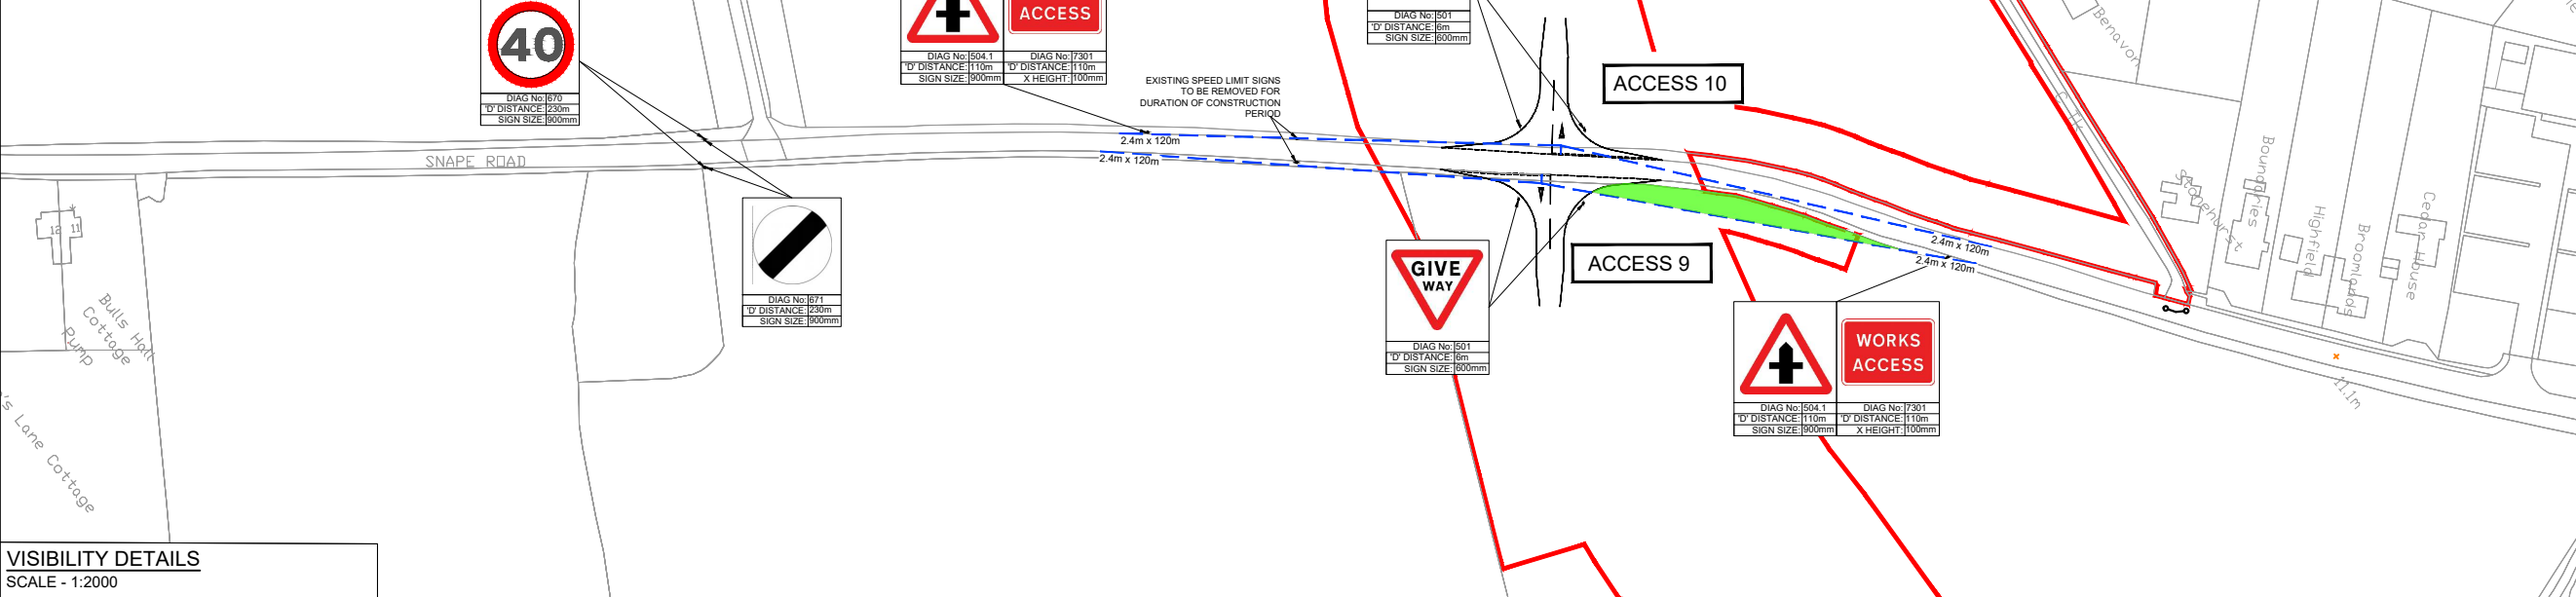 40
DIAG No: 670
'D' DISTANCE: 230m
SIGN SIZE: 900mm
ACCESS
DIAG No: 504.1 DIAG No: 7301
'D' DISTANCE: 110m 'D' DISTANCE: 110m
SIGN SIZE: 900mm X HEIGHT: 100mm
DIAG No: 501
'D' DISTANCE: 6m
SIGN SIZE: 600mm
EXISTING SPEED LIMIT SIGNS
TO BE REMOVED FOR
DURATION OF CONSTRUCTION
PERIOD
ACCESS 10
SNAPE ROAD
2.4m x 120m
2.4m x 120m
DIAG No: 671
'D' DISTANCE: 230m
SIGN SIZE: 900mm
GIVE
WAY
DIAG No: 501
'D' DISTANCE: 6m
SIGN SIZE: 600mm
ACCESS 9
2.4m x 120m
2.4m x 120m
WORKS
ACCESS
DIAG No: 504.1 DIAG No: 7301
'D' DISTANCE: 110m 'D' DISTANCE: 110m
SIGN SIZE: 900mm X HEIGHT: 100mm
Benavon
Stonehurst
Boundaries
Highfield
Broomlands
Cedar House
11.1m
12 11
Bulls Hall
Cottage
Pump
's Lane Cottage
VISIBILITY DETAILS
SCALE - 1:2000